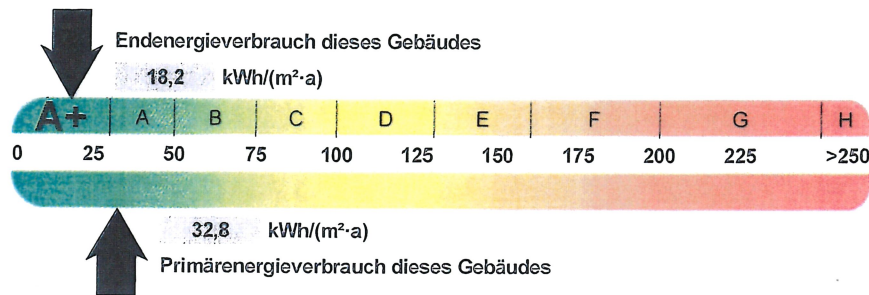 Endenergieverbrauch dieses Gebäudes
18,2 kWh/(m²·a)
A+ A B C D E F G H
0 25 50 75 100 125 150 175 200 225 >250
32,8 kWh/(m²·a)
Primärenergieverbrauch dieses Gebäudes